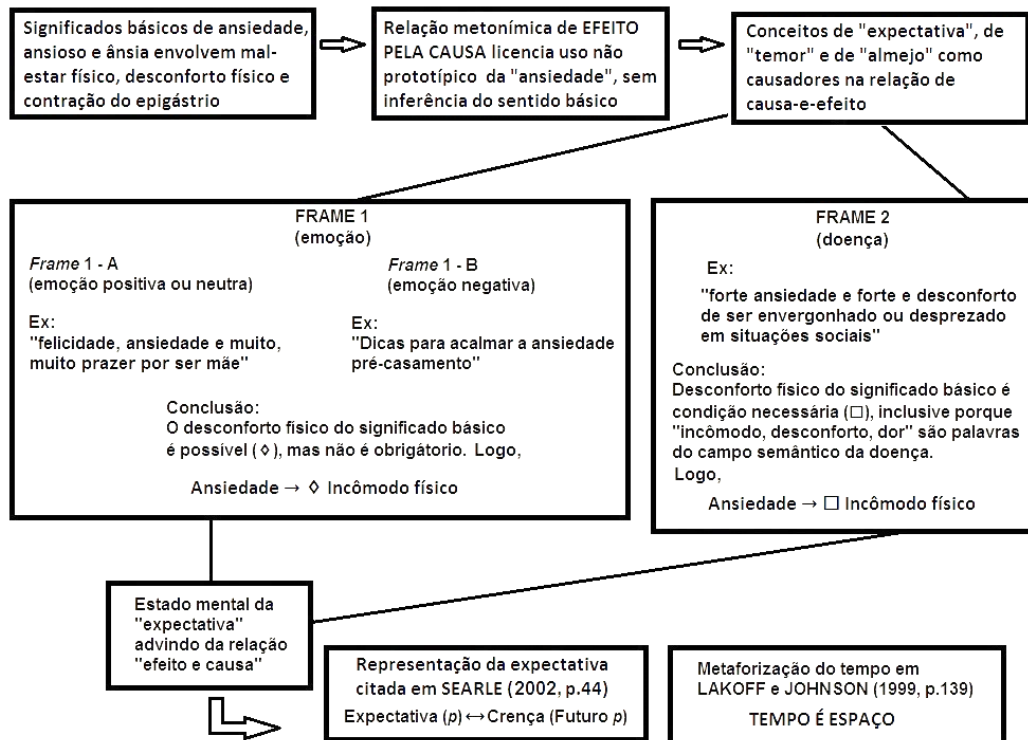 Significados básicos de ansiedade,
ansioso e ânsia envolvem mal-
estar físico, desconforto físico e
contração do epigástrio
Relação metonímica de EFEITO
PELA CAUSA licencia uso não
prototípico da "ansiedade", sem
inferência do sentido básico
Conceitos de "expectativa", de
"temor" e de "almejo" como
causadores na relação de
causa-e-efeito
FRAME 1
(emoção)
Frame 1 - A
(emoção positiva ou neutra)
Ex:
"felicidade, ansiedade e muito,
muito prazer por ser mãe"
Frame 1 - B
(emoção negativa)
Ex:
"Dicas para acalmar a ansiedade
pré-casamento"
Conclusão:
O desconforto físico do significado básico
é possível (◊), mas não é obrigátorio. Logo,
Ansiedade → ◊ Incômodo físico
FRAME 2
(doença)
Ex:
"forte ansiedade e forte e desconforto
de ser envergonhado ou desprezado
em situações sociais"
Conclusão:
Desconforto físico do significado básico é
condição necessária (□), inclusive porque
"incômodo, desconforto, dor" são palavras
do campo semântico da doença.
Logo,
Ansiedade → □ Incômodo físico
Estado mental da
"expectativa"
advindo da relação
"efeito e causa"
Representação da expectativa
citada em SEARLE (2002, p.44)
Expectativa (p) ↔ Crença (Futuro p)
Metaforização do tempo em
LAKOFF e JOHNSON (1999, p.139)
TEMPO É ESPAÇO